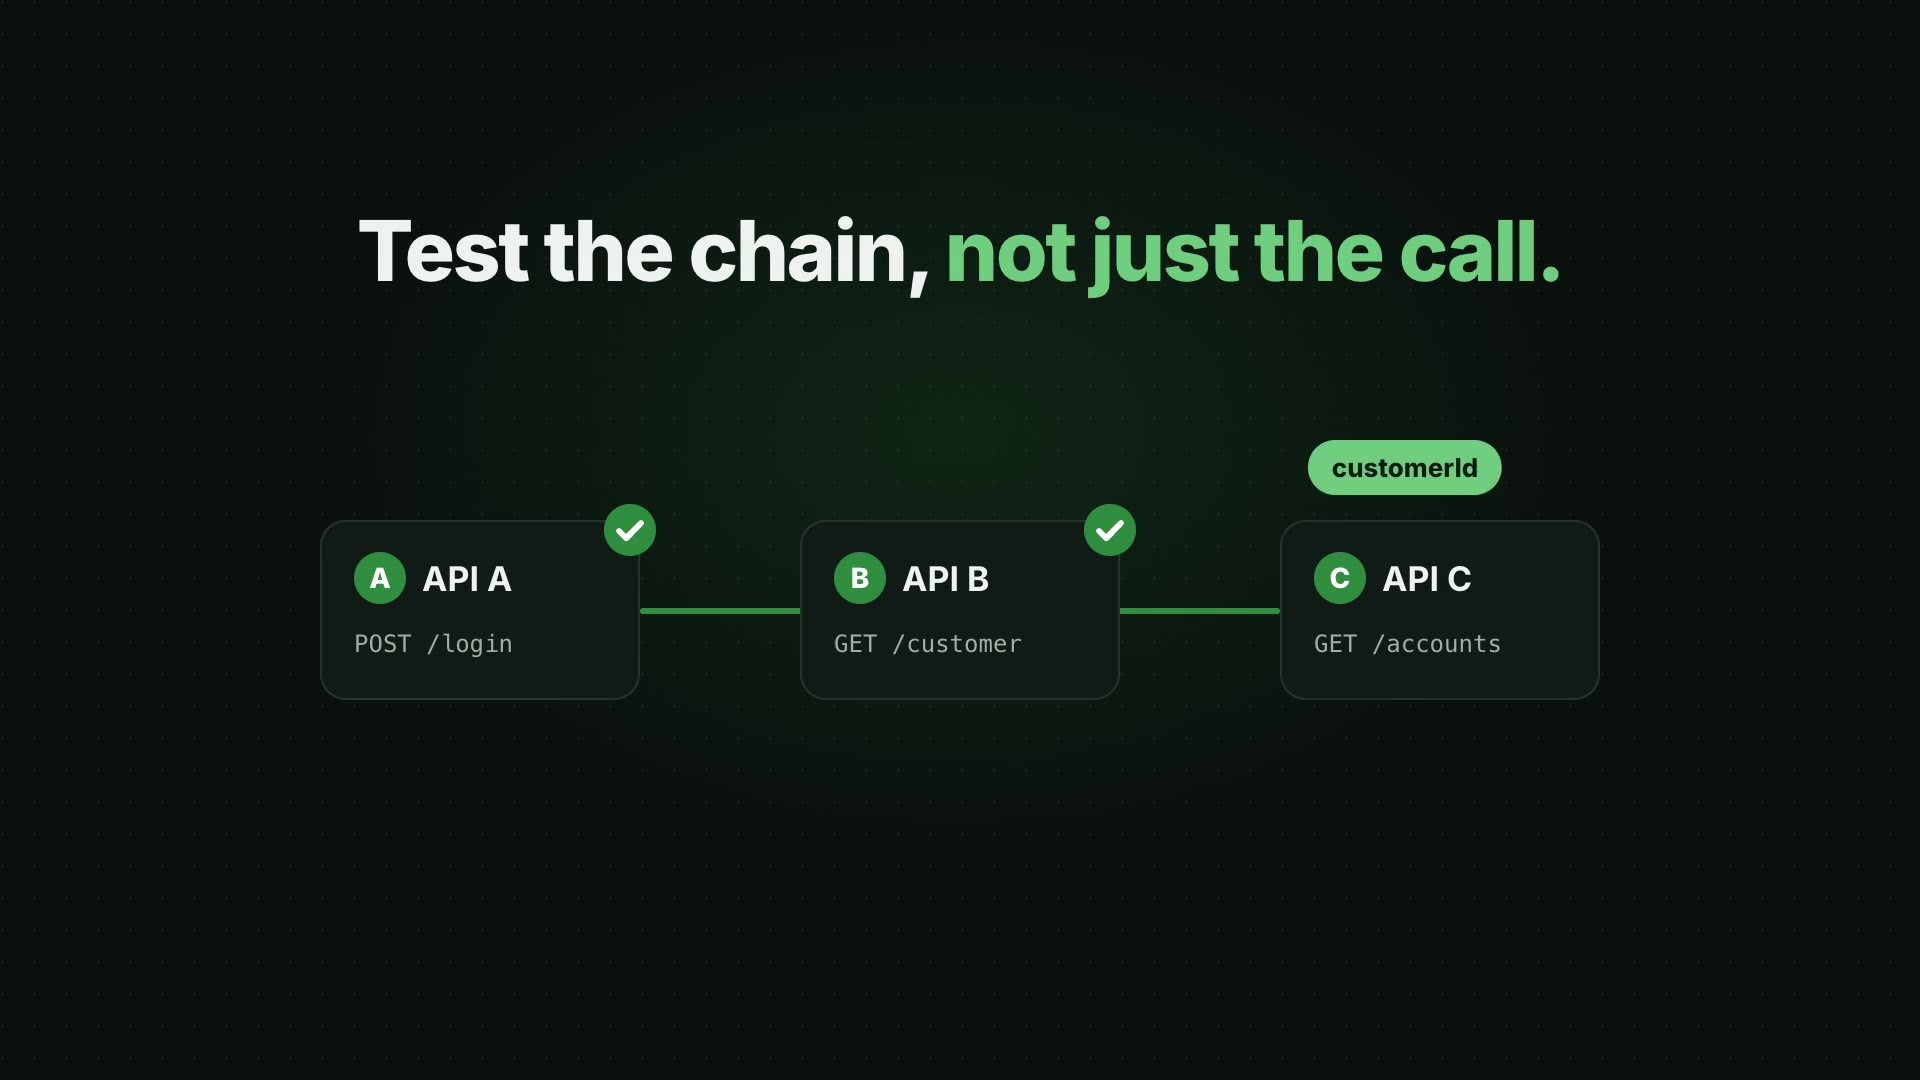 Test the chain, not just the call.
customerId
A API A
POST /login
B API B
GET /customer
C API C
GET /accounts